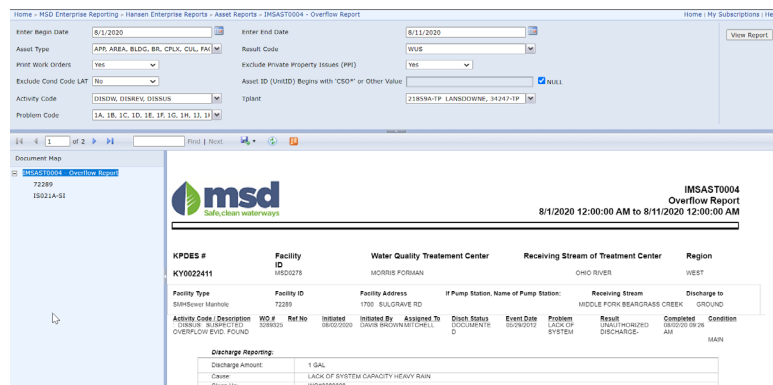 Home > MSD Enterprise Reporting > Hansen Enterprise Reports > Asset Reports > IMSAST0004 - Overflow Report
Home | My Subscriptions | He
Enter Begin Date 8/1/2020 Enter End Date 8/11/2020 View Report
Asset Type APP, AREA, BLDG, BR, CPLX, CUL, FAC Result Code WUS
Print Work Orders Yes Exclude Private Property Issues (PPI) Yes
Exclude Cond Code LAT No Asset ID (UnitID) Begins with 'CSO*' or Other Value NULL
Activity Code DISOW, DISREV, DISSUS Tplant 21859A-TP LANSDOWNE, 34247-TP
Problem Code 1A, 1B, 1C, 1D, 1E, 1F, 1G, 1H, 1J, 1K
1 of 2 Find | Next
Document Map
IMSAST0004 - Overflow Report
72289
IS021A-SI
msd
Safe, clean waterways
IMSAST0004
Overflow Report
8/1/2020 12:00:00 AM to 8/11/2020 12:00:00 AM
KPDES # Facility ID Water Quality Treatement Center Receiving Stream of Treatment Center Region
KY0022411 MSD0278 MORRIS FORMAN OHIO RIVER WEST
Facility Type Facility ID Facility Address If Pump Station, Name of Pump Station: Receiving Stream Discharge to
SMHSewer Manhole 72289 1700 SULGRAVE RD MIDDLE FORK BEARGRASS CREEK GROUND
Activity Code / Description WO # Ref No Initiated Initiated By Assigned To Disch Status Event Date Problem Result Completed Condition
DISSUS: SUSPECTED 3289325 08/02/2020 DAVIS BROWN MITCHELL DOCUMENTE 05/29/2012 LACK OF UNAUTHORIZED 08/02/20 09:26
OVERFLOW EVID. FOUND D SYSTEM DISCHARGE- AM
MAIN
Discharge Reporting:
Discharge Amount: 1 GAL
Cause: LACK OF SYSTEM CAPACITY HEAVY RAIN